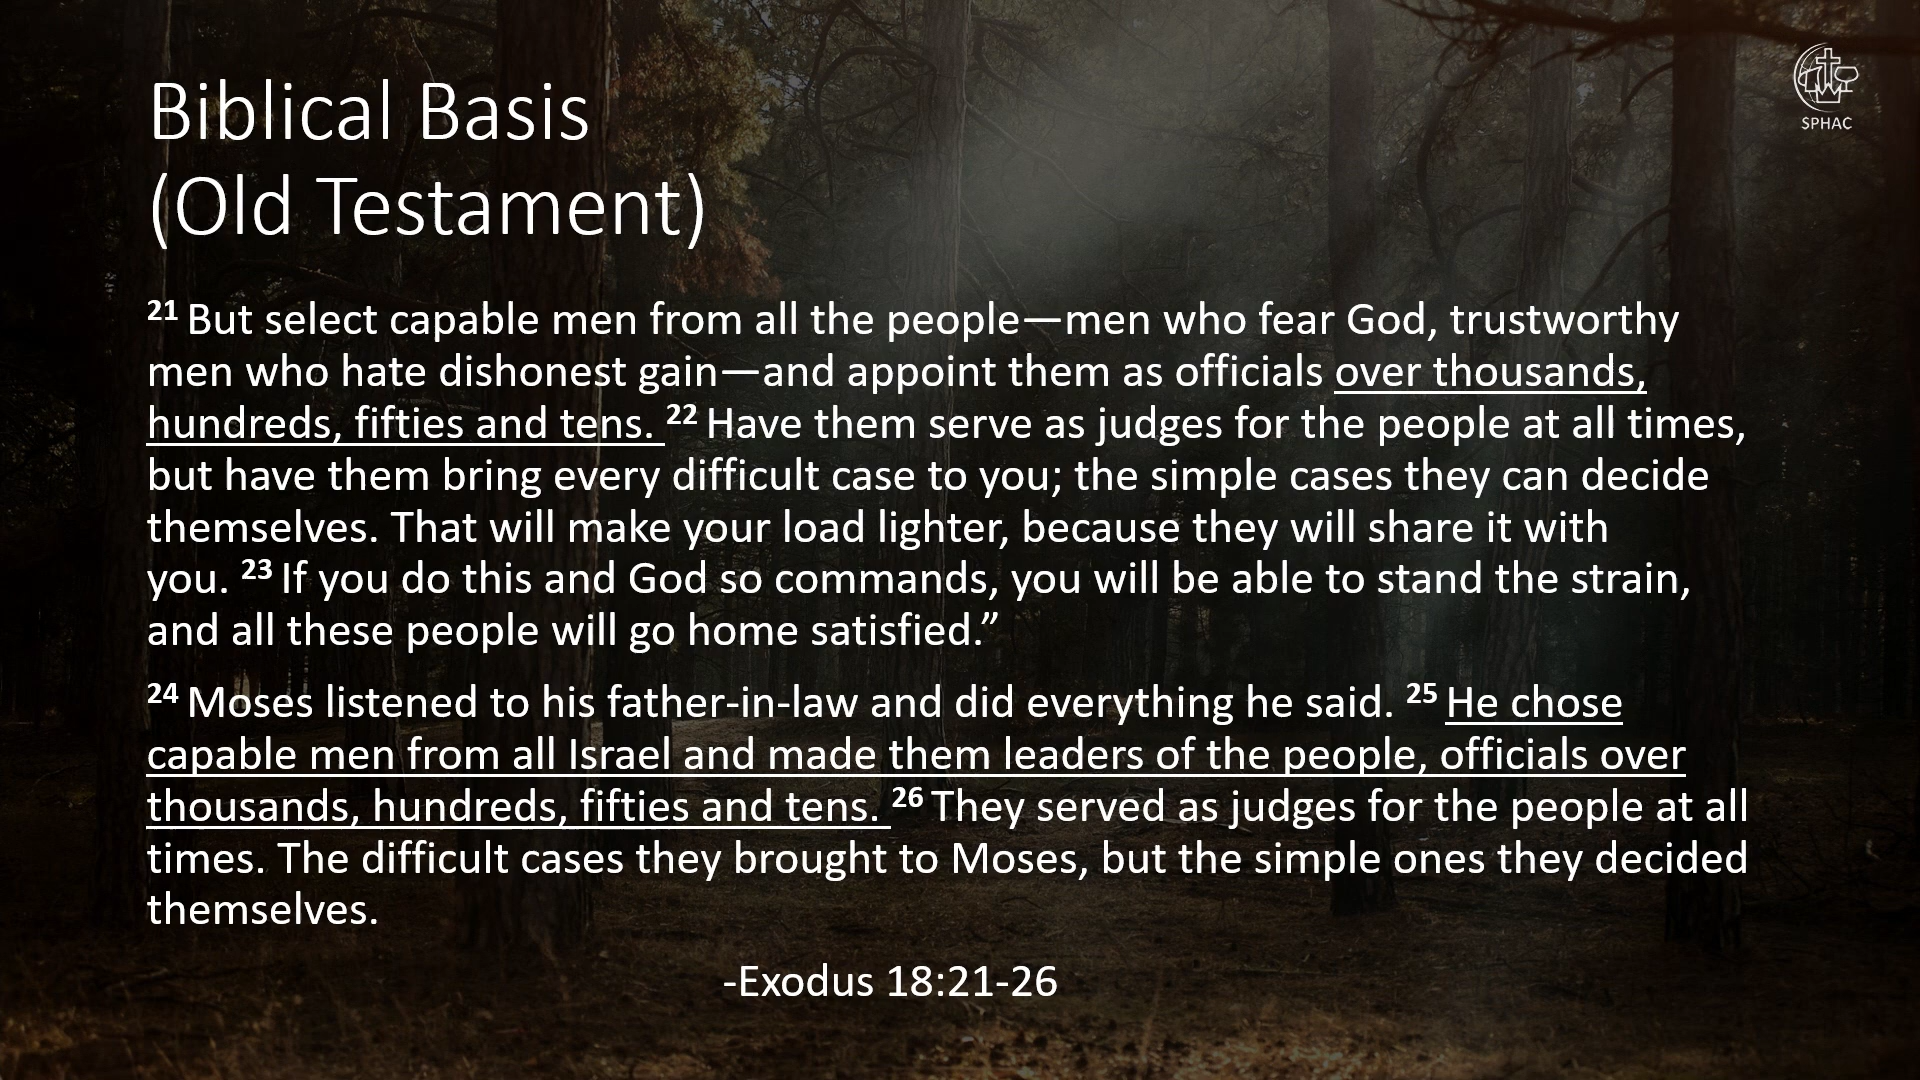 Biblical Basis
(Old Testament)
SPHAC
21 But select capable men from all the people—men who fear God, trustworthy
men who hate dishonest gain—and appoint them as officials over thousands,
hundreds, fifties and tens. 22 Have them serve as judges for the people at all times,
but have them bring every difficult case to you; the simple cases they can decide
themselves. That will make your load lighter, because they will share it with
you. 23 If you do this and God so commands, you will be able to stand the strain,
and all these people will go home satisfied.”
24 Moses listened to his father-in-law and did everything he said. 25 He chose
capable men from all Israel and made them leaders of the people, officials over
thousands, hundreds, fifties and tens. 26 They served as judges for the people at all
times. The difficult cases they brought to Moses, but the simple ones they decided
themselves.
-Exodus 18:21-26